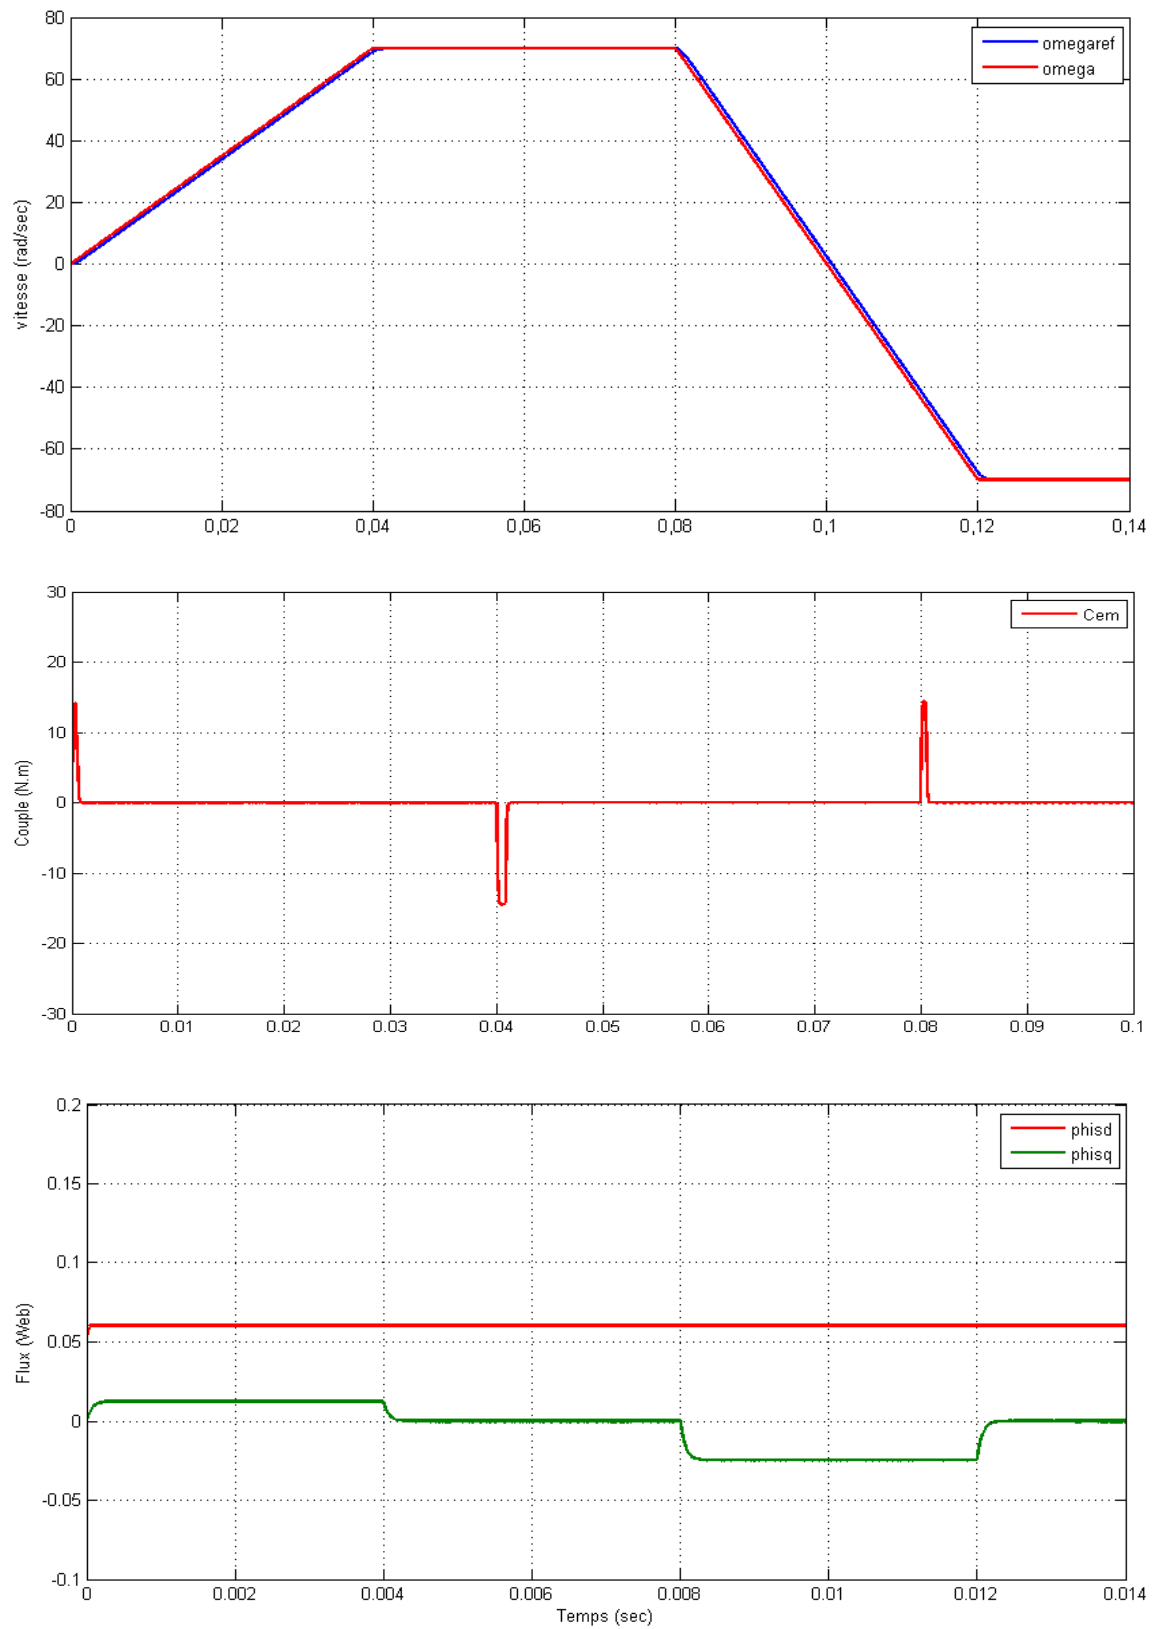 80
60
40
20
0
-20
-40
-60
-80
vitesse (rad/sec)
omegaref
omega
0 0,02 0,04 0,06 0,08 0,1 0,12 0,14
30
20
10
0
-10
-20
-30
Couple (N.m)
Cem
0 0.01 0.02 0.03 0.04 0.05 0.06 0.07 0.08 0.09 0.1
0.2
0.15
0.1
0.05
0
-0.05
-0.1
Flux (Web)
phisd
phisq
0 0.002 0.004 0.006 0.008 0.01 0.012 0.014
Temps (sec)